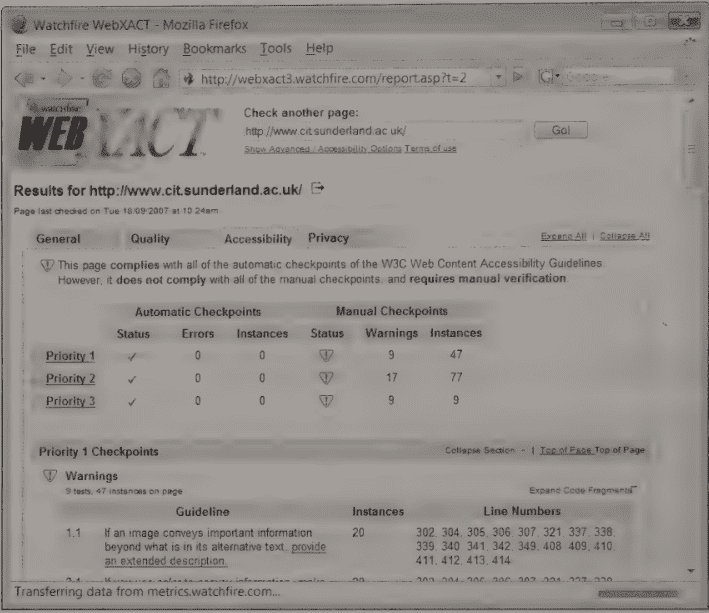 Watchfire WebXACT - Mozilla Firefox
File Edit View History Bookmarks Tools Help
http://webxact3.watchfire.com/report.asp?t=2
watchfire
WEBXACT
Check another page:
http://www.cit.sunderland.ac.uk/ Go!
Show Advanced / Accessibility Options Terms of use
Results for http://www.cit.sunderland.ac.uk/
Page last checked on Tue 18/09/2007 at 10:24am
General Quality Accessibility Privacy Expand All | Collapse All
This page complies with all of the automatic checkpoints of the W3C Web Content Accessibility Guidelines.
However, it does not comply with all of the manual checkpoints, and requires manual verification.
Automatic Checkpoints Manual Checkpoints
Status Errors Instances Status Warnings Instances
Priority 1 ✓ 0 0 9 47
Priority 2 ✓ 0 0 17 77
Priority 3 ✓ 0 0 9 9
Priority 1 Checkpoints Collapse Section - | Top of Page Top of Page
Warnings
9 tests, 47 instances on page Expand Code Fragments
Guideline Instances Line Numbers
1.1 If an image conveys important information 20 302, 304, 305, 306, 307, 321, 337, 338,
beyond what is in its alternative text, provide 339, 340, 341, 342, 349, 408, 409, 410,
an extended description. 411, 412, 413, 414
Transferring data from metrics.watchfire.com...